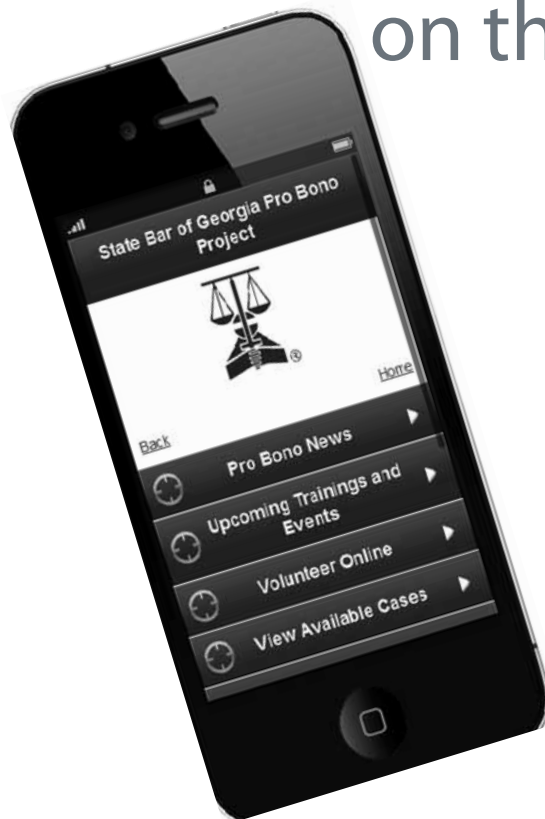 on th
State Bar of Georgia Pro Bono
Project
®
Home
Back
Pro Bono News
Upcoming Trainings and
Events
Volunteer Online
View Available Cases